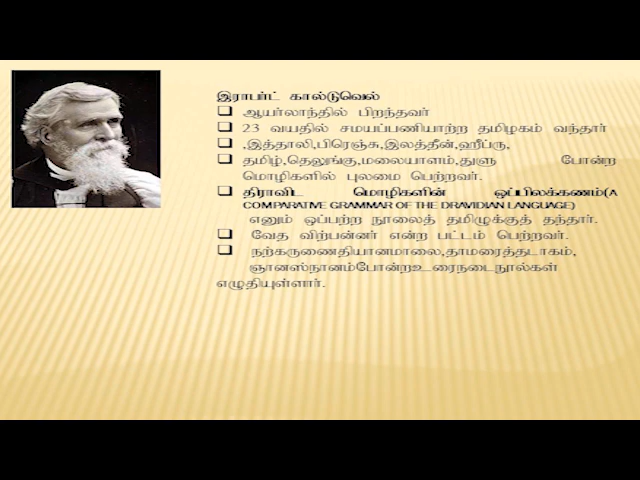 இராபர்ட் கால்டுவெல்
ஆயர்லாந்தில் பிறந்தவர்
23 வயதில் சமயப்பணியாற்ற தமிழகம் வந்தார்
,இத்தாலி,பிரெஞ்சு,இலத்தீன்,ஹீப்ரு,
தமிழ்,தெலுங்கு,மலையாளம்,துளு போன்ற
மொழிகளில் புலமை பெற்றவர்.
திராவிட மொழிகளின் ஒப்பிலக்கணம்(A
COMPARATIVE GRAMMAR OF THE DRAVIDIAN LANGUAGE)
எனும் ஒப்பற்ற நூலைத் தமிழுக்குத் தந்தார்.
வேத விற்பன்னர் என்ற பட்டம் பெற்றவர்.
நற்கருணைதியானமாலை,தாமரைத்தடாகம்,
ஞானஸ்நானம்போன்றஉரைநடைநூல்கள்
எழுதியுள்ளார்.